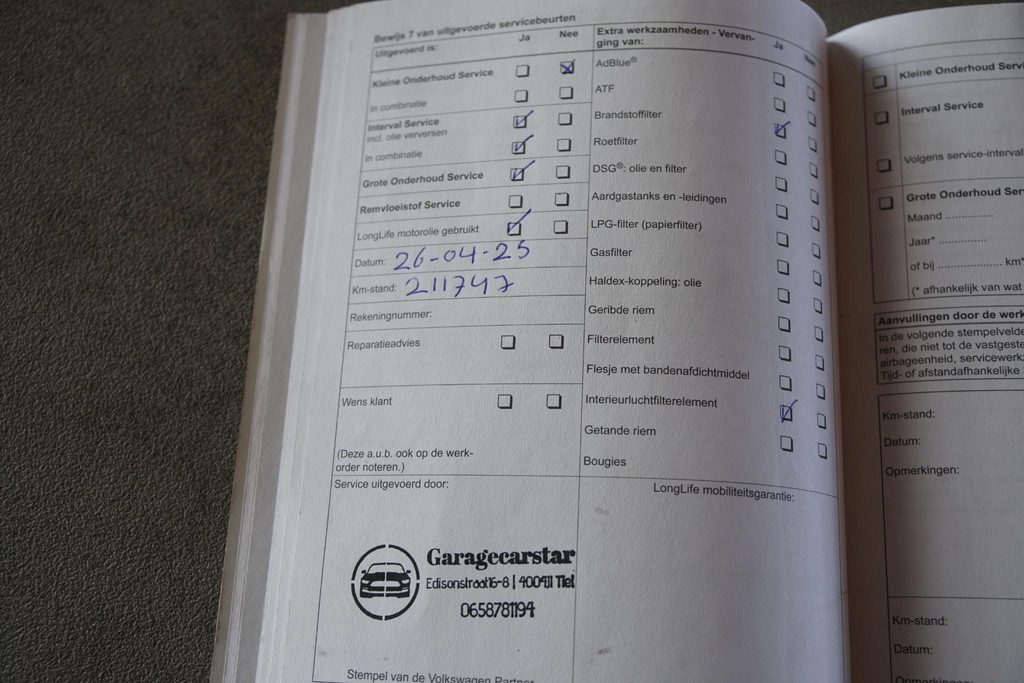 Bewijs 7 van uitgevoerde servicebeurten
Uitgevoerd is: Ja Nee
Kleine Onderhoud Service
In combinatie
Interval Service
incl. olie verversen
In combinatie
Grote Onderhoud Service
Remvloeistof Service
LongLife motorolie gebruikt
Datum: 26-04-25
Km-stand: 211747
Rekeningnummer:
Reparatieadvies
Wens klant
(Deze a.u.b. ook op de werk-
order noteren.)
Service uitgevoerd door:
Garagecarstar
Edisonstraat
Tiel
0658781194
Stempel van de Volkswagen Partner
Extra werkzaamheden - Vervan-
ging van: Ja Nee
AdBlue®
ATF
Brandstoffilter
Roetfilter
DSG®: olie en filter
Aardgastanks en -leidingen
LPG-filter (papierfilter)
Gasfilter
Haldex-koppeling: olie
Geribde riem
Filterelement
Flesje met bandenafdichtmiddel
Interieurluchtfilterelement
Getande riem
Bougies
LongLife mobiliteitsgarantie:
Kleine Onderhoud Servi
Interval Service
Volgens service-interval
Grote Onderhoud Ser
Maand ..............
Jaar* ..............
of bij .................... km*
(* afhankelijk van wat
Aanvullingen door de werk
In de volgende stempelvelde
ren, die niet tot de vastgeste
airbageenheid, servicewerkz
Tijd- of afstandafhankelijke
Km-stand:
Datum:
Opmerkingen:
Km-stand:
Datum:
Opmerkingen: